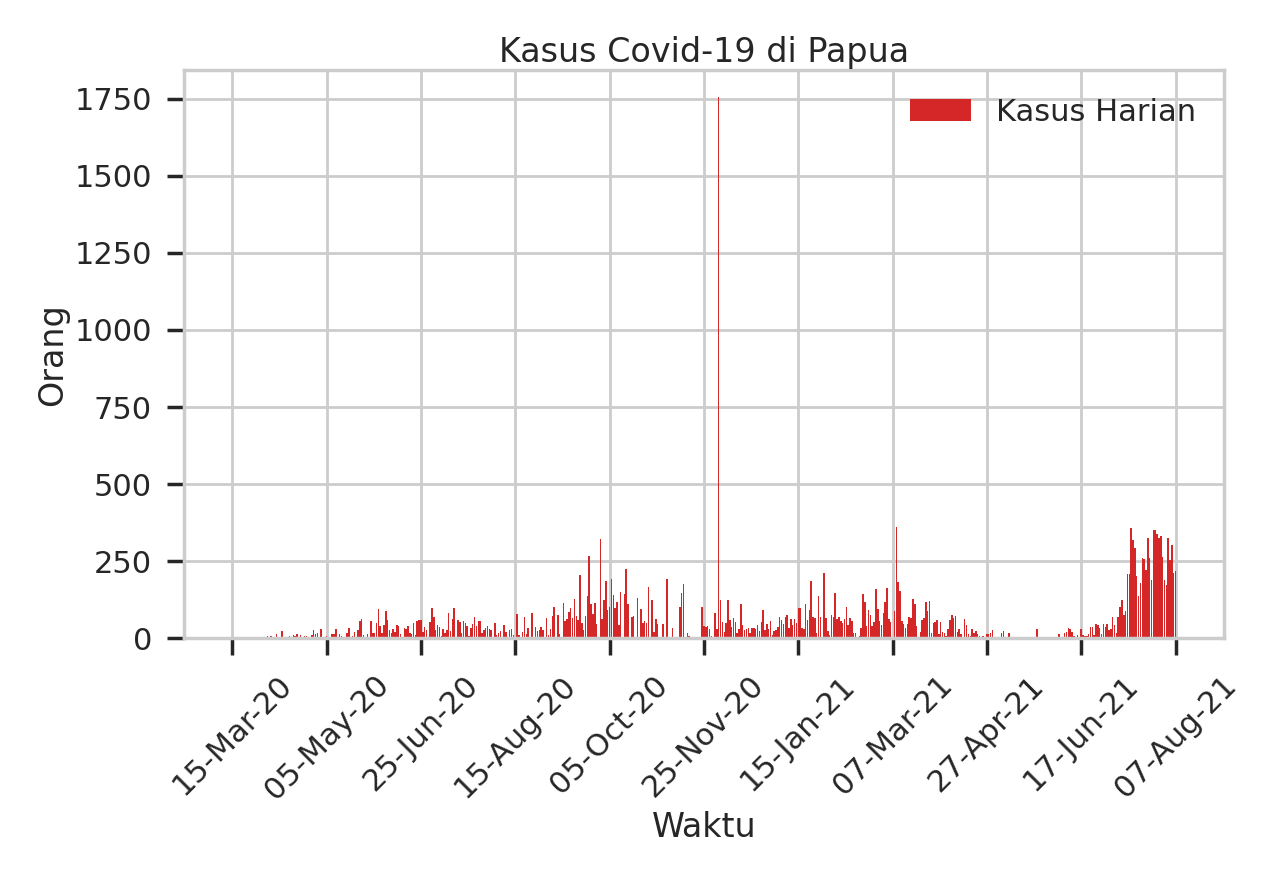 Kasus Covid-19 di Papua
Kasus Harian
Orang
1750
1500
1250
1000
750
500
250
0
15-Mar-20
05-May-20
25-Jun-20
15-Aug-20
05-Oct-20
25-Nov-20
15-Jan-21
07-Mar-21
27-Apr-21
17-Jun-21
07-Aug-21
Waktu